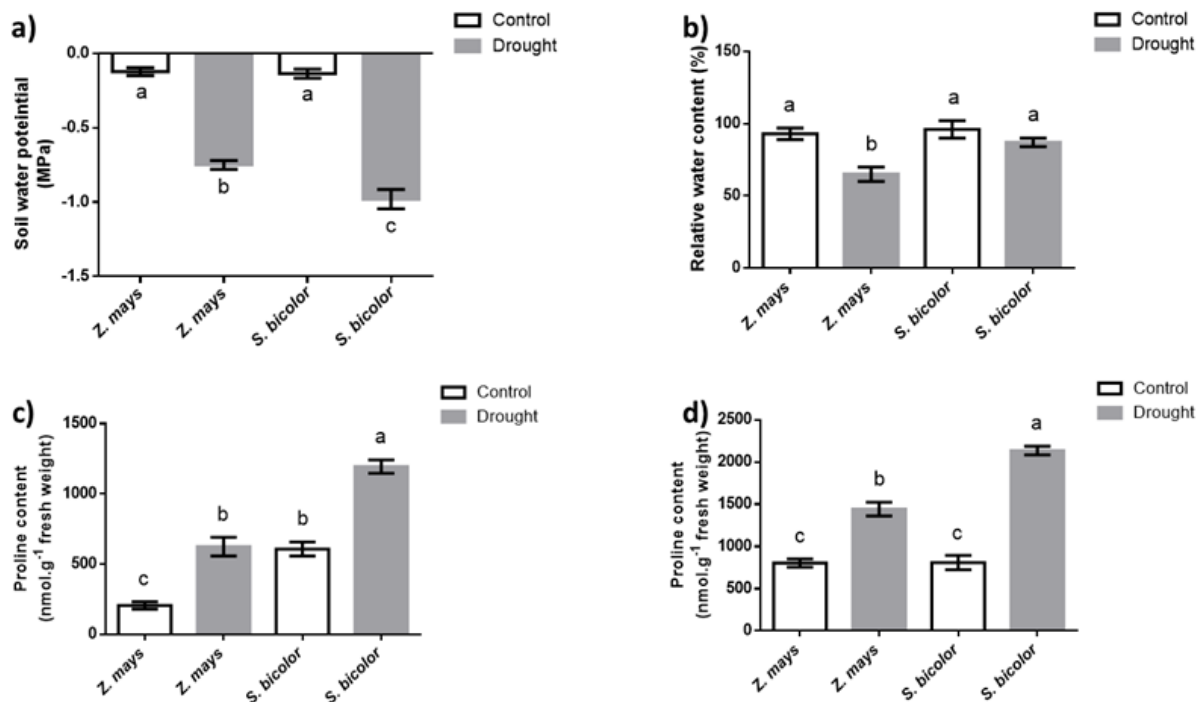 a)
Control
Drought
Soil water poteintial
(MPa)
0.0
-0.5
-1.0
-1.5
a
b
a
c
Z. mays
Z. mays
S. bicolor
S. bicolor
b)
Control
Drought
Relative water content (%)
150
100
50
0
a
b
a
a
Z. mays
Z. mays
S. bicolor
S. bicolor
c)
Control
Drought
Proline content
(nmol.g-1 fresh weight)
1500
1000
500
0
c
b
b
a
Z. mays
Z. mays
S. bicolor
S. bicolor
d)
Control
Drought
Proline content
(nmol.g-1 fresh weight)
2500
2000
1500
1000
500
0
c
b
c
a
Z. mays
Z. mays
S. bicolor
S. bicolor